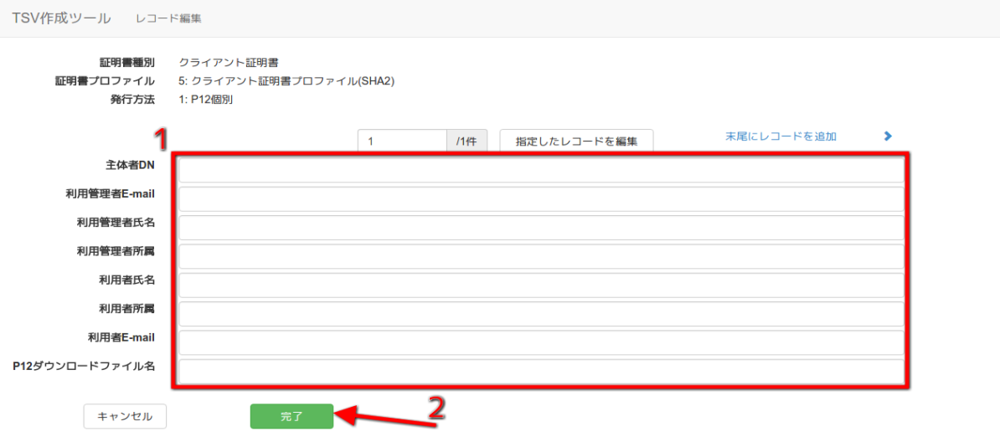 TSV作成ツール レコード編集
証明書種別 クライアント証明書
証明書プロファイル 5: クライアント証明書プロファイル(SHA2)
発行方法 1: P12個別
1
1 /1件 指定したレコードを編集 末尾にレコードを追加
主体者DN
利用管理者E-mail
利用管理者氏名
利用管理者所属
利用者氏名
利用者所属
利用者E-mail
P12ダウンロードファイル名
キャンセル 完了 2